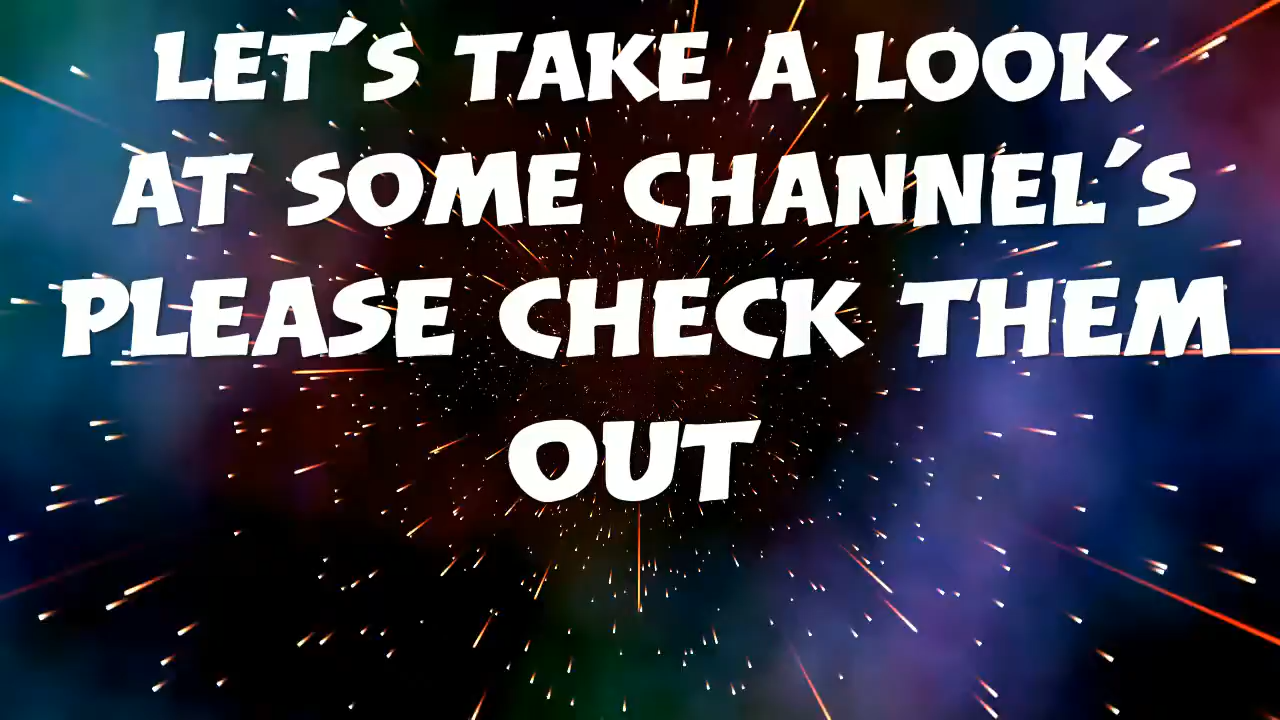 LET'S TAKE A LOOK
AT SOME CHANNEL'S
PLEASE CHECK THEM
OUT